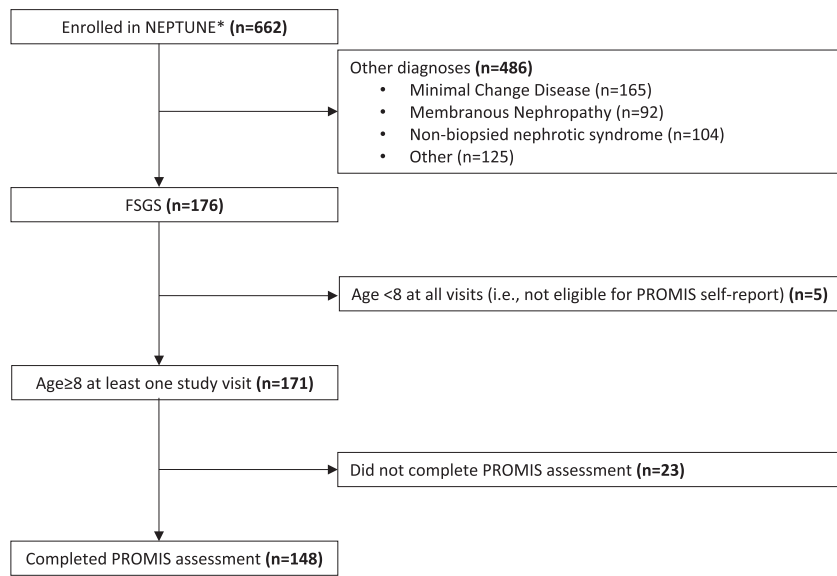 Enrolled in NEPTUNE* (n=662)
Other diagnoses (n=486)
• Minimal Change Disease (n=165)
• Membranous Nephropathy (n=92)
• Non-biopsied nephrotic syndrome (n=104)
• Other (n=125)
FSGS (n=176)
Age <8 at all visits (i.e., not eligible for PROMIS self-report) (n=5)
Age≥8 at least one study visit (n=171)
Did not complete PROMIS assessment (n=23)
Completed PROMIS assessment (n=148)